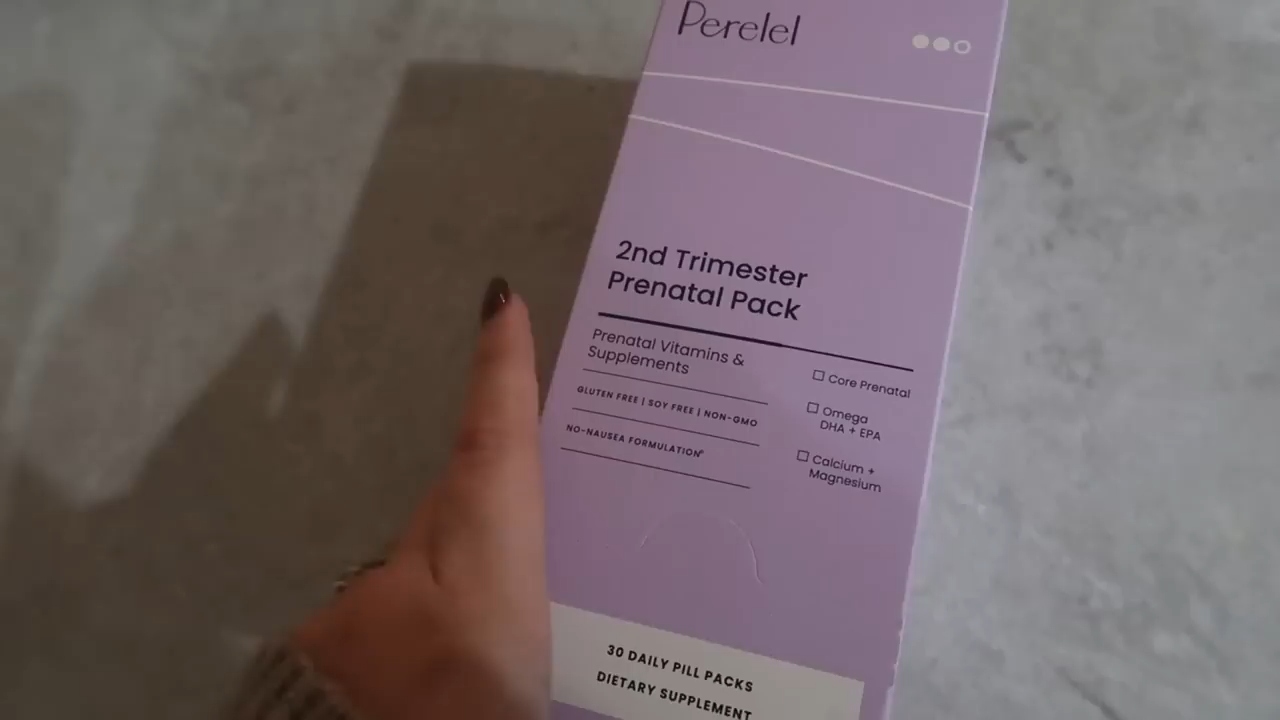 Perelel
2nd Trimester
Prenatal Pack
Prenatal Vitamins &
Supplements
GLUTEN FREE | SOY FREE | NON-GMO
NO-NAUSEA FORMULATION®
Core Prenatal
Omega
DHA + EPA
Calcium +
Magnesium
30 DAILY PILL PACKS
DIETARY SUPPLEMENT